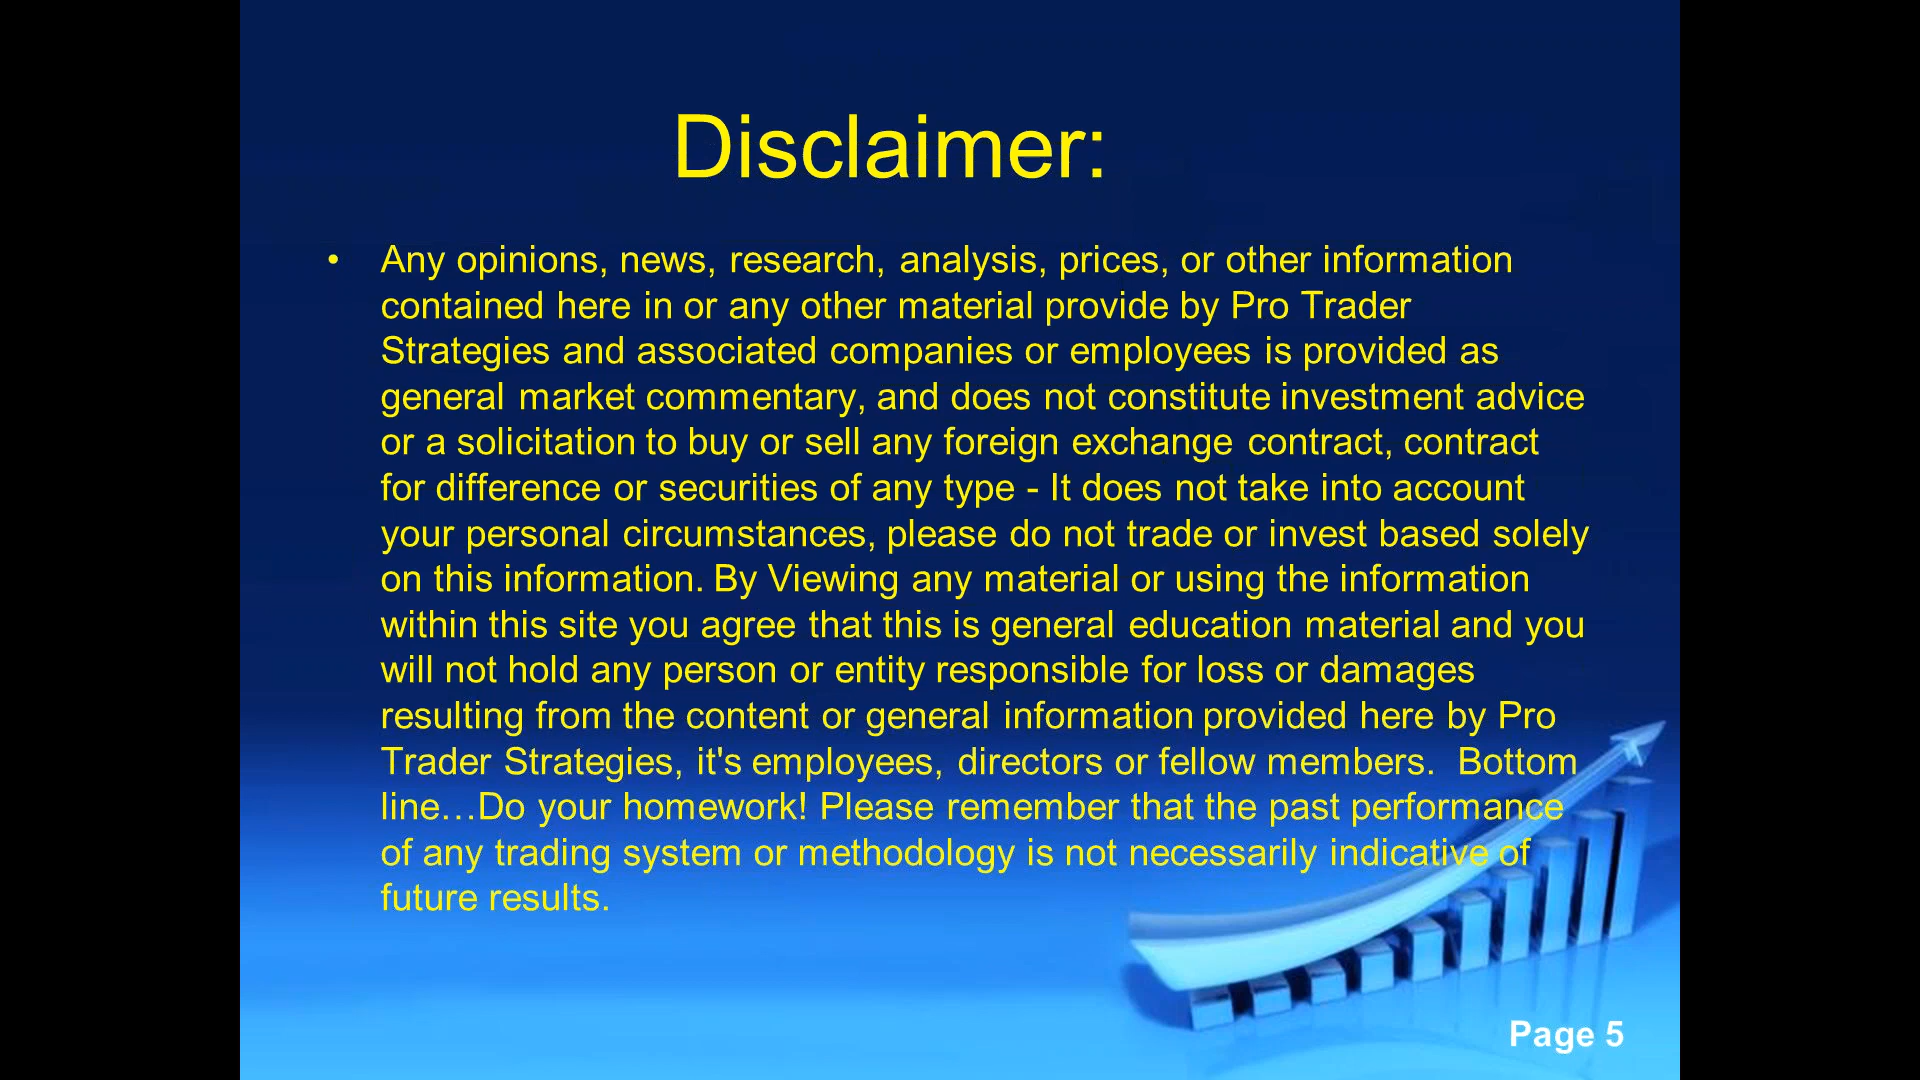 Disclaimer:
• Any opinions, news, research, analysis, prices, or other information
contained here in or any other material provide by Pro Trader
Strategies and associated companies or employees is provided as
general market commentary, and does not constitute investment advice
or a solicitation to buy or sell any foreign exchange contract, contract
for difference or securities of any type - It does not take into account
your personal circumstances, please do not trade or invest based solely
on this information. By Viewing any material or using the information
within this site you agree that this is general education material and you
will not hold any person or entity responsible for loss or damages
resulting from the content or general information provided here by Pro
Trader Strategies, it's employees, directors or fellow members.  Bottom
line…Do your homework! Please remember that the past performance
of any trading system or methodology is not necessarily indicative of
future results.
Page 5